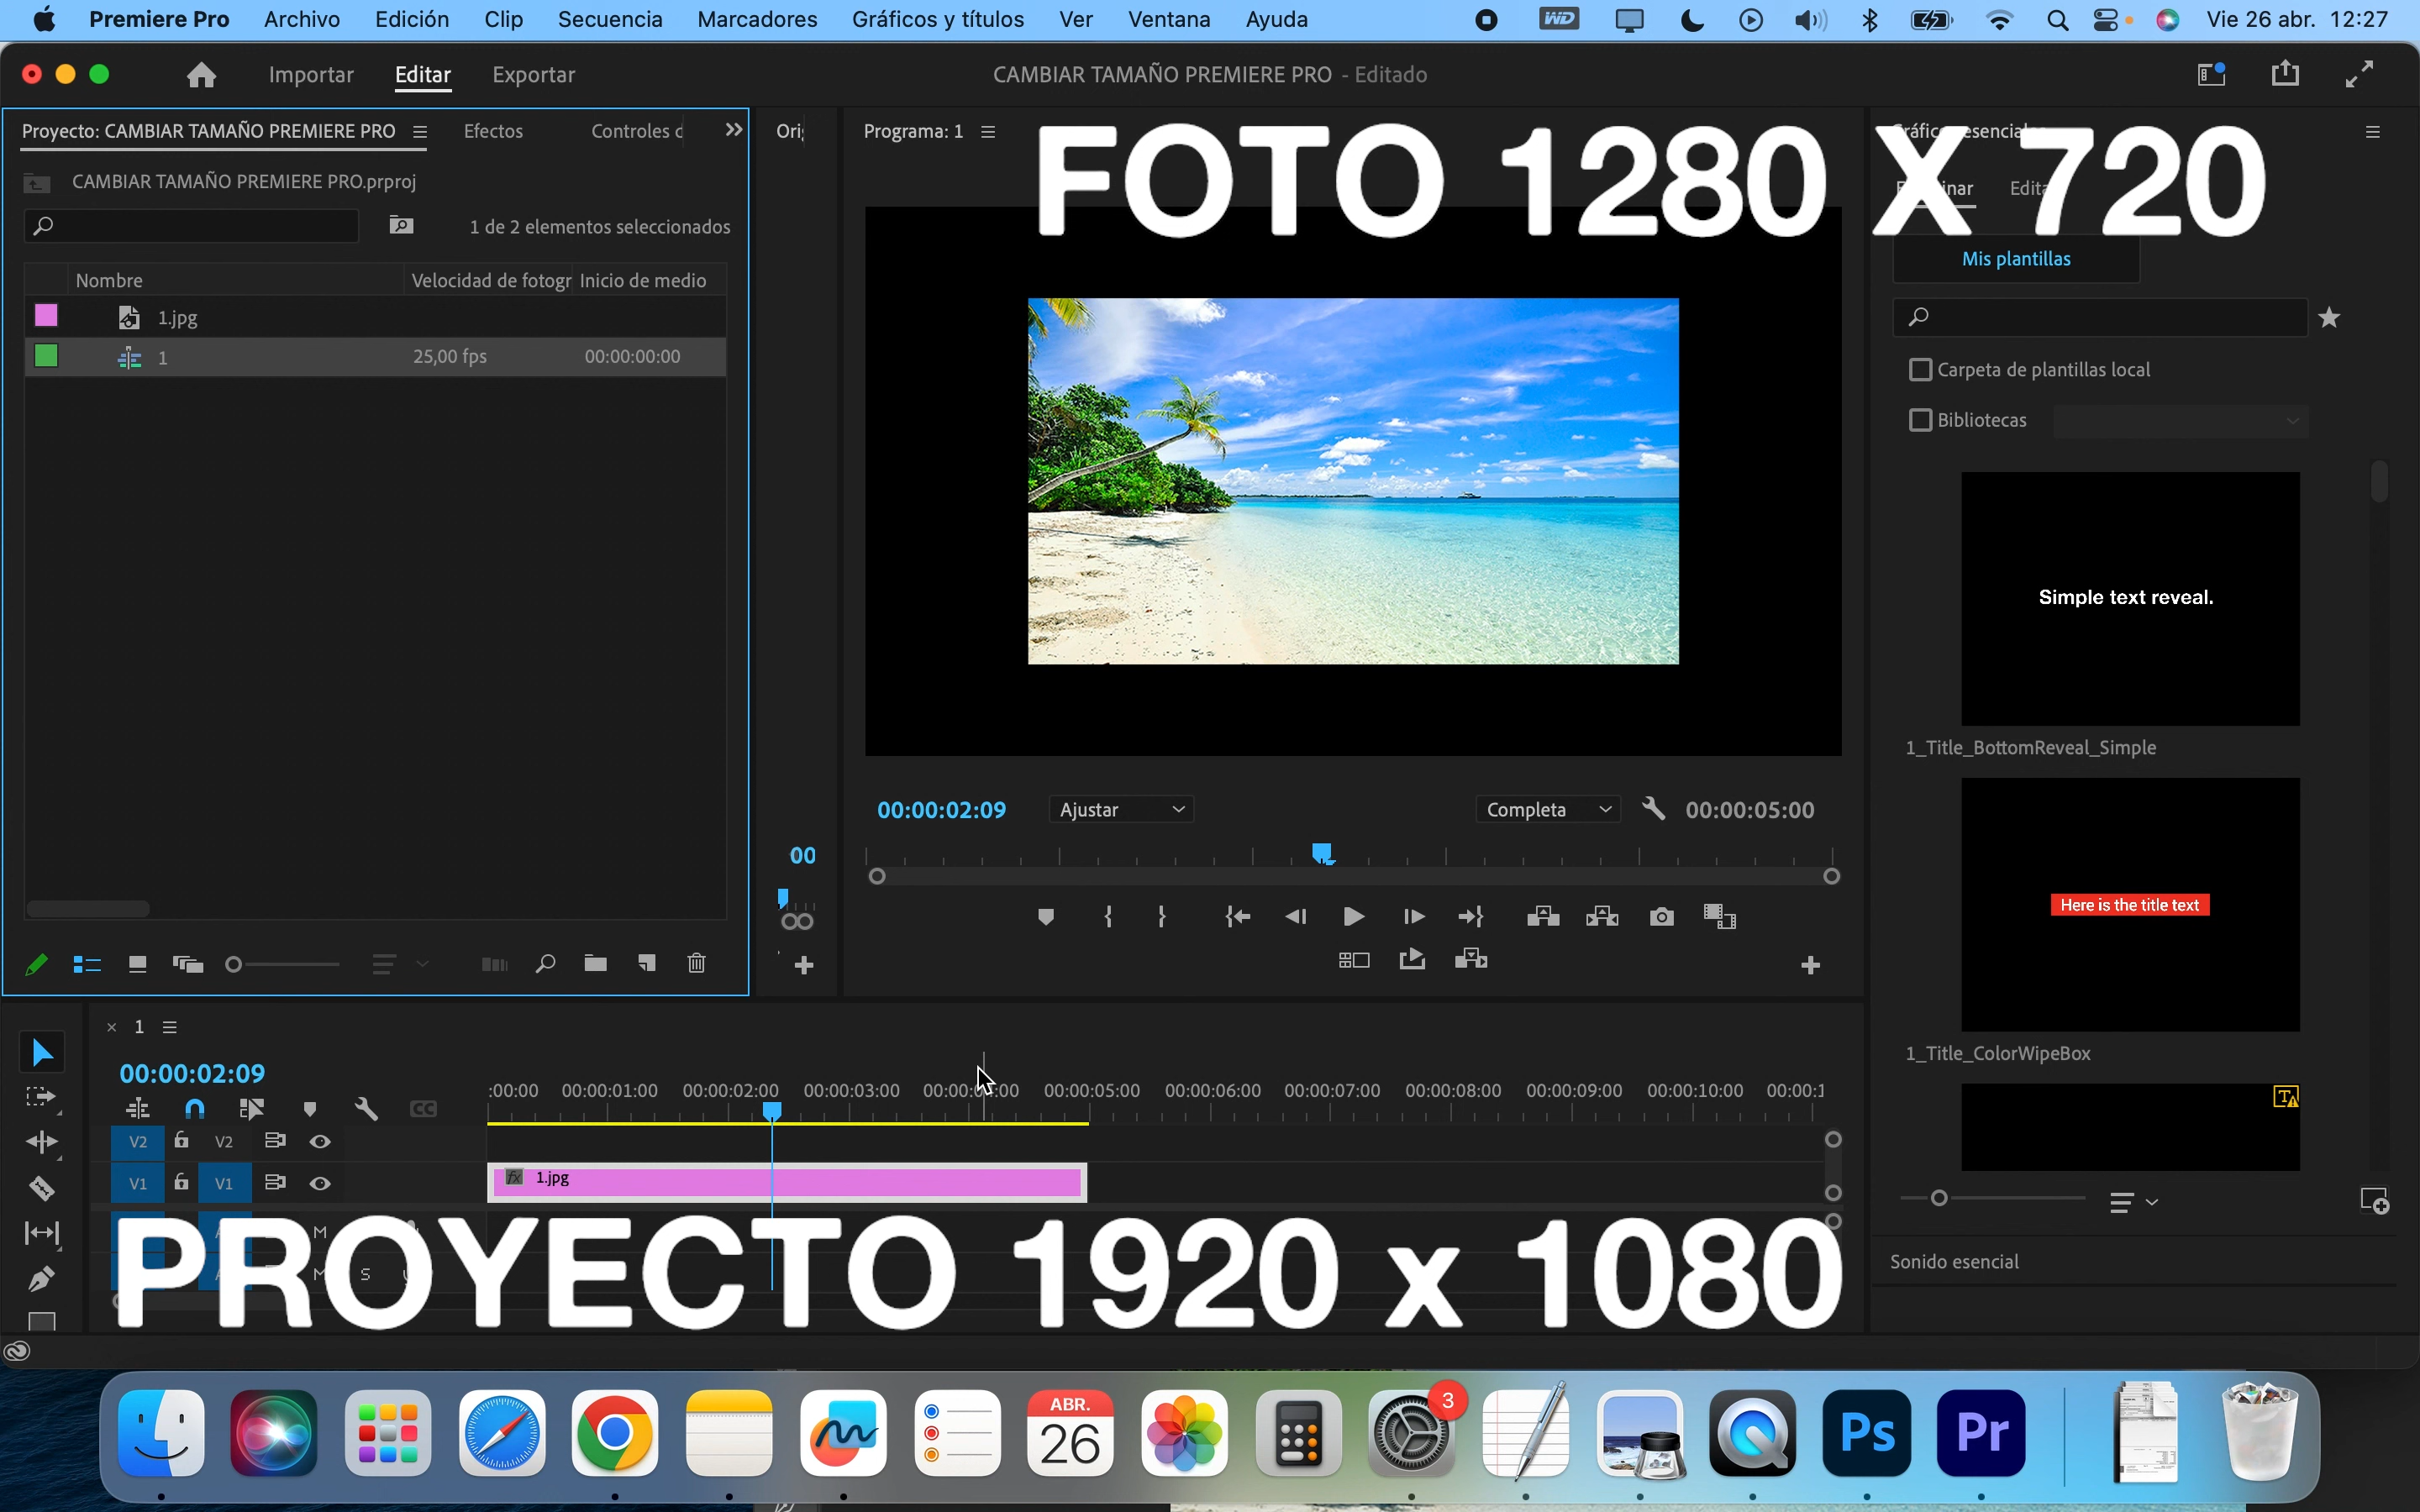 Premiere Pro Archivo Edición Clip Secuencia Marcadores Gráficos y títulos Ver Ventana Ayuda WD Vie 26 abr. 12:27
Importar Editar Exportar CAMBIAR TAMAÑO PREMIERE PRO - Editado
Proyecto: CAMBIAR TAMAÑO PREMIERE PRO Efectos Controles
CAMBIAR TAMAÑO PREMIERE PRO.prproj
1 de 2 elementos seleccionados
Nombre Velocidad de fotogr Inicio de medio
1.jpg
1 25,00 fps 00:00:00:00
Programa: 1
FOTO 1280 X 720
Mis plantillas
Carpeta de plantillas local
Bibliotecas
Simple text reveal.
1_Title_BottomReveal_Simple
Here is the title text
1_Title_ColorWipeBox
Sonido esencial
00:00:02:09 Ajustar Completa 00:00:05:00
00
1
00:00:02:09
:00:00 00:00:01:00 00:00:02:00 00:00:03:00 00:00:05:00 00:00:06:00 00:00:07:00 00:00:08:00 00:00:09:00 00:00:10:00 00:00:1
CC
V2 V2
V1 V1 fx 1.jpg
M
M S
PROYECTO 1920 x 1080
ABR.
26
3
Ps
Pr